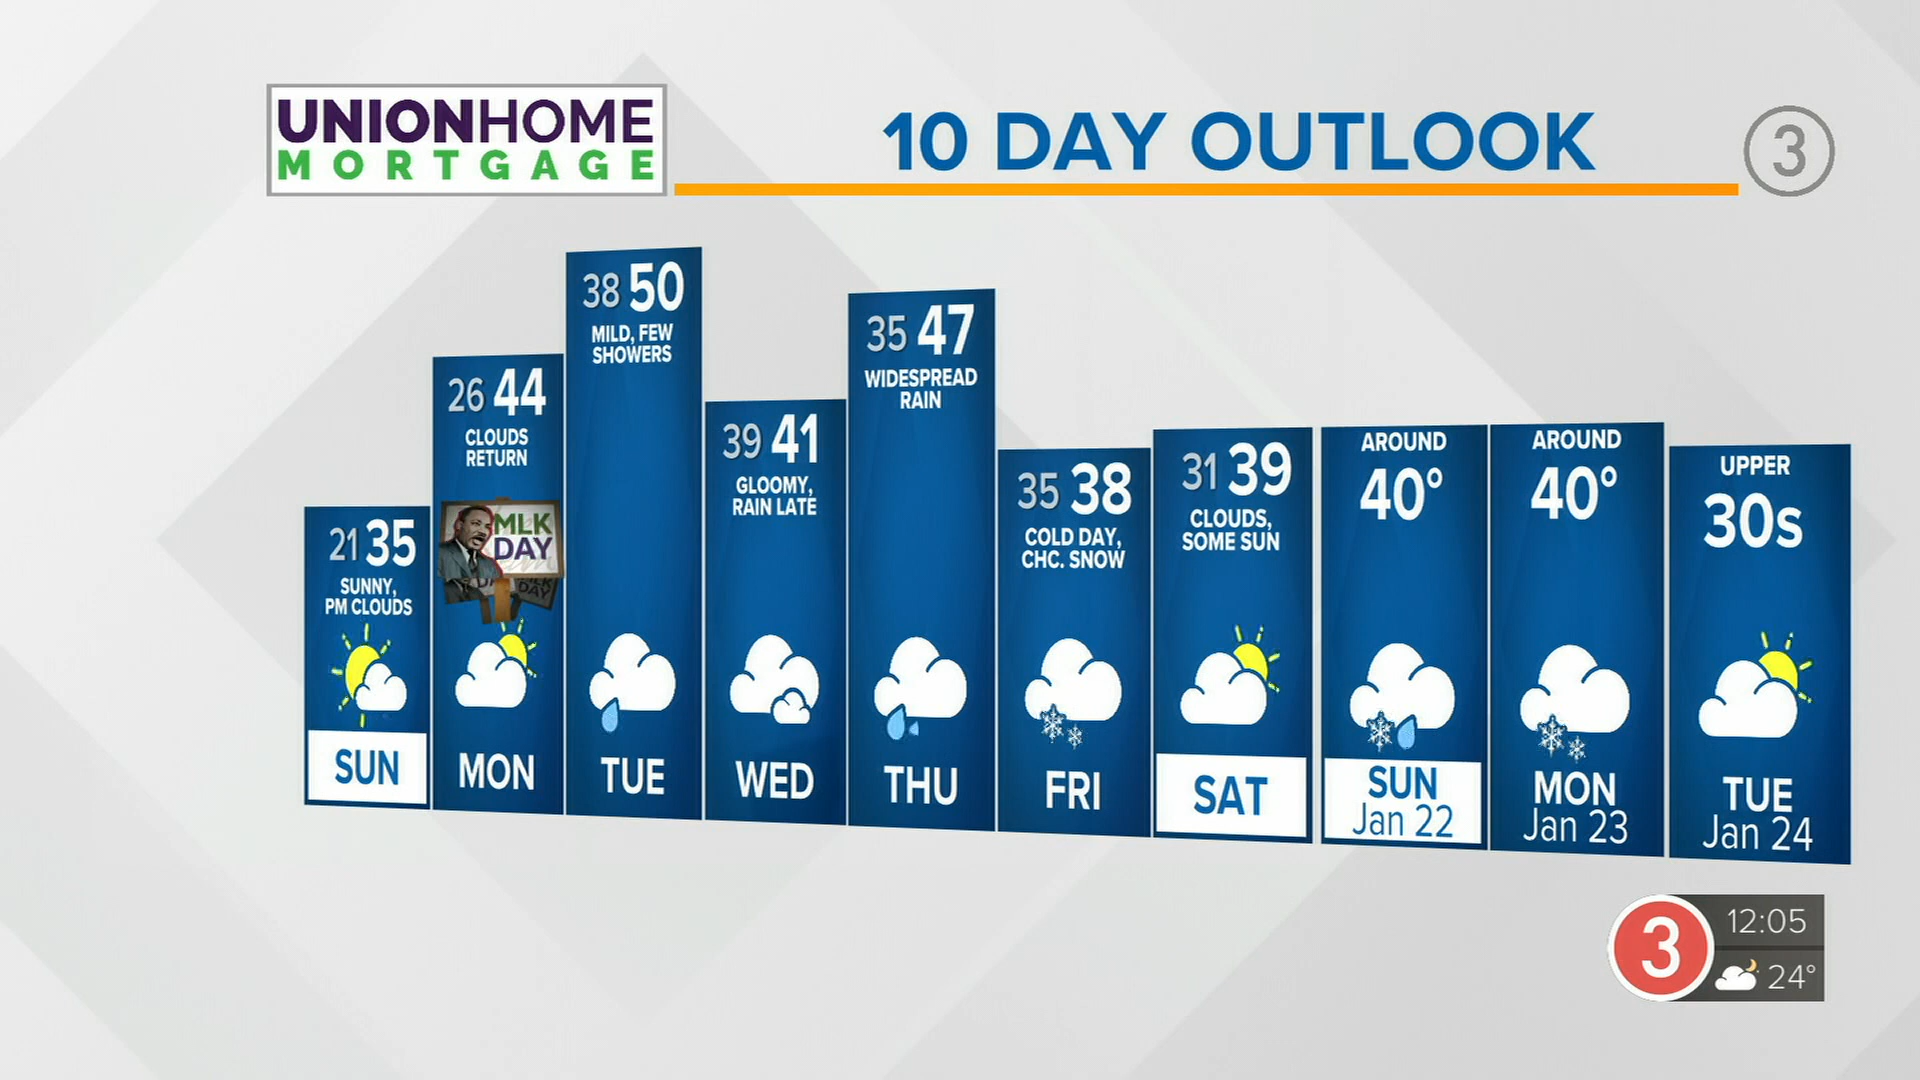 UNIONHOME
MORTGAGE
10 DAY OUTLOOK
3
21 35
SUNNY,
PM CLOUDS
SUN
26 44
CLOUDS
RETURN
MLK
DAY
MLK
DAY
MON
38 50
MILD, FEW
SHOWERS
TUE
39 41
GLOOMY,
RAIN LATE
WED
35 47
WIDESPREAD
RAIN
THU
35 38
COLD DAY,
CHC. SNOW
FRI
31 39
CLOUDS,
SOME SUN
SAT
AROUND
40°
SUN
Jan 22
AROUND
40°
MON
Jan 23
UPPER
30s
TUE
Jan 24
3
12:05
24°